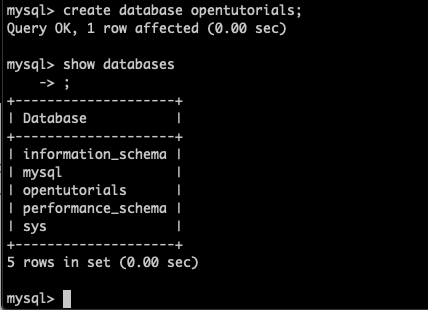 mysql> create database opentutorials;
Query OK, 1 row affected (0.00 sec)

mysql> show databases
    -> ;
+--------------------+
| Database           |
+--------------------+
| information_schema |
| mysql              |
| opentutorials      |
| performance_schema |
| sys                |
+--------------------+
5 rows in set (0.00 sec)

mysql>